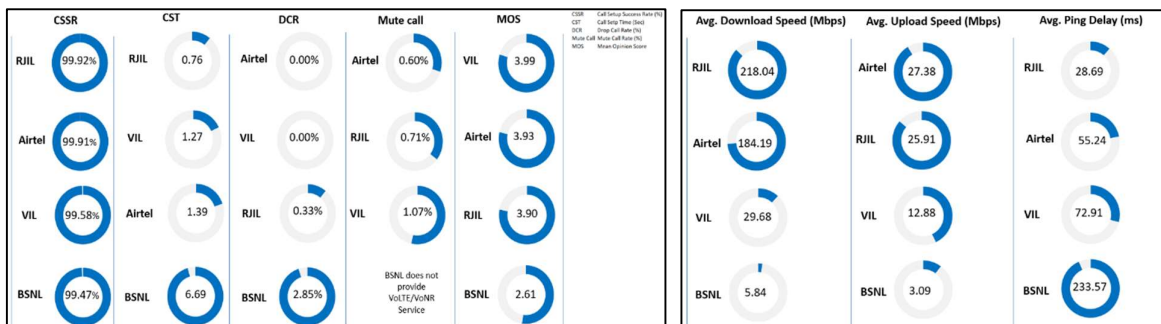 CSSR
RJIL 99.92%
Airtel 99.91%
VIL 99.58%
BSNL 99.47%
CST
RJIL 0.76
VIL 1.27
Airtel 1.39
BSNL 6.69
DCR
Airtel 0.00%
VIL 0.00%
RJIL 0.33%
BSNL 2.85%
Mute call
Airtel 0.60%
RJIL 0.71%
VIL 1.07%
BSNL does not
provide
VoLTE/VoNR
Service
MOS
VIL 3.99
Airtel 3.93
RJIL 3.90
BSNL 2.61
CSSR Call Setup Success Rate (%)
CST Call Setp Time (Sec)
DCR Drop Call Rate (%)
Mute Call Mute Call Rate (%)
MOS Mean Opinion Score
Avg. Download Speed (Mbps)
RJIL 218.04
Airtel 184.19
VIL 29.68
BSNL 5.84
Avg. Upload Speed (Mbps)
Airtel 27.38
RJIL 25.91
VIL 12.88
BSNL 3.09
Avg. Ping Delay (ms)
RJIL 28.69
Airtel 55.24
VIL 72.91
BSNL 233.57